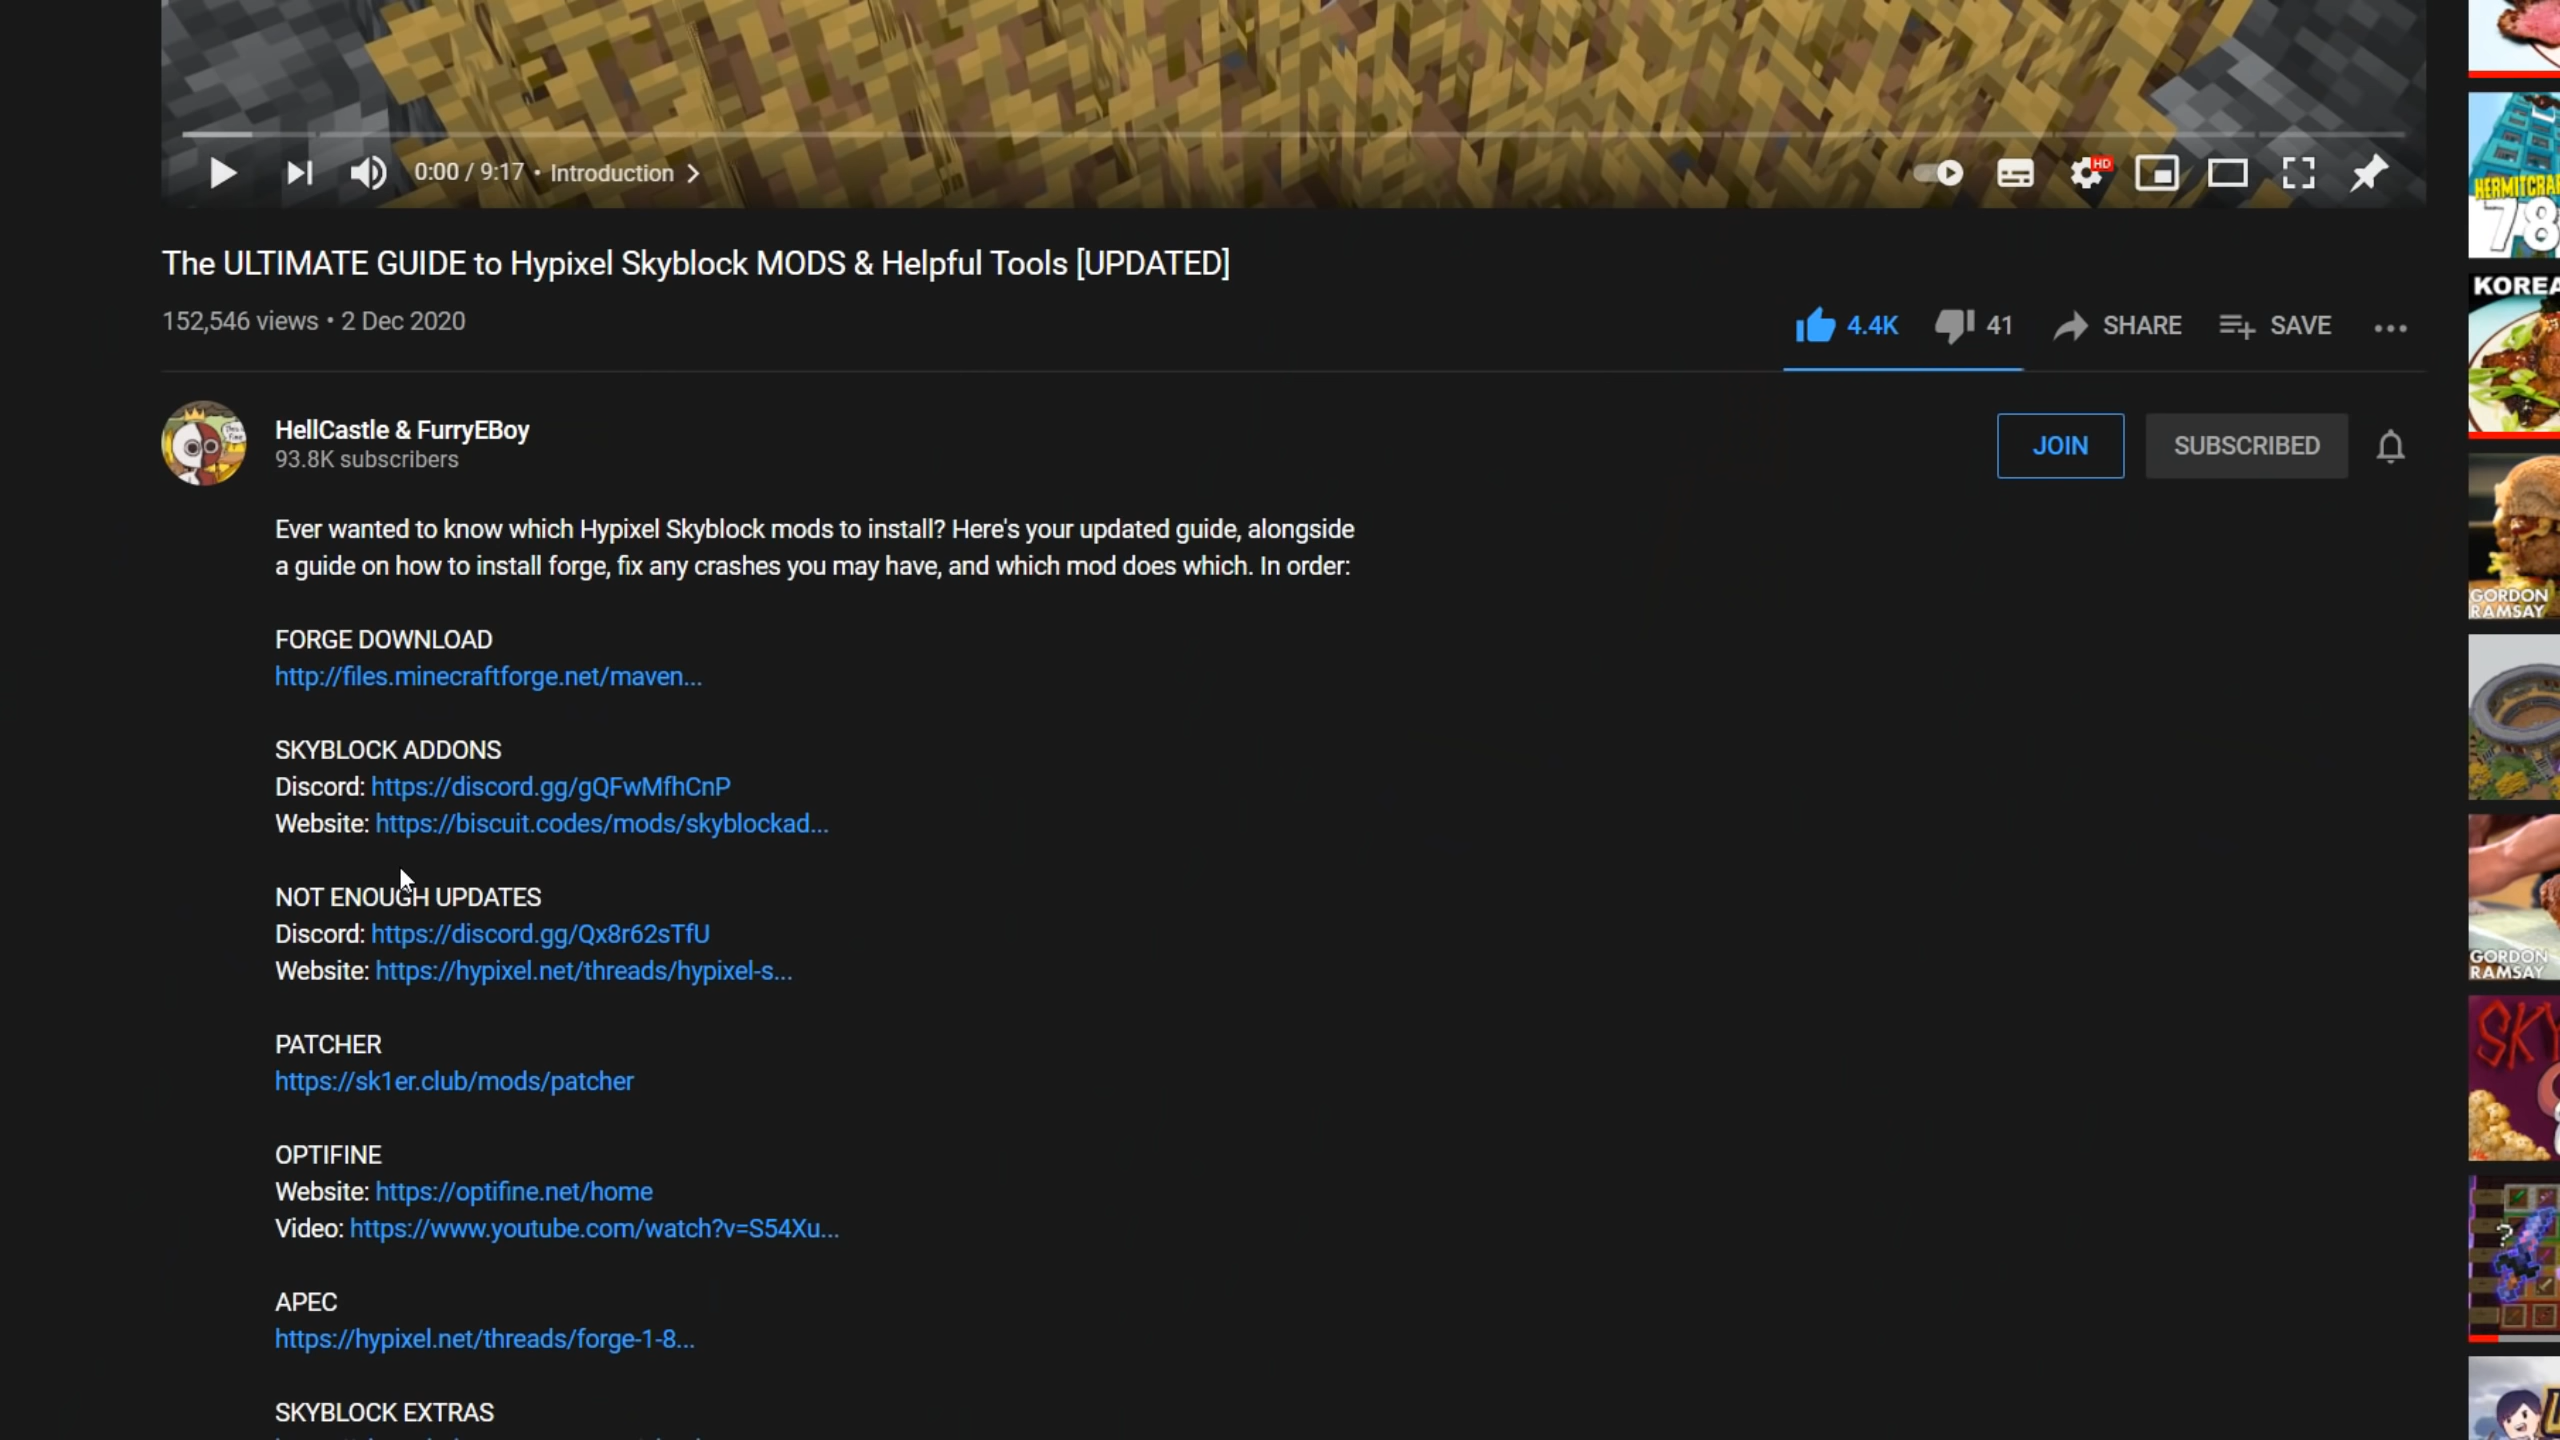 0:00 / 9:17 • Introduction
HD
The ULTIMATE GUIDE to Hypixel Skyblock MODS & Helpful Tools [UPDATED]
152,546 views • 2 Dec 2020
4.4K 41 SHARE SAVE
HellCastle & FurryEBoy
93.8K subscribers
JOIN SUBSCRIBED
Ever wanted to know which Hypixel Skyblock mods to install? Here's your updated guide, alongside
a guide on how to install forge, fix any crashes you may have, and which mod does which. In order:
FORGE DOWNLOAD
http://files.minecraftforge.net/maven...
SKYBLOCK ADDONS
Discord: https://discord.gg/gQFwMfhCnP
Website: https://biscuit.codes/mods/skyblockad...
NOT ENOUGH UPDATES
Discord: https://discord.gg/Qx8r62sTfU
Website: https://hypixel.net/threads/hypixel-s...
PATCHER
https://sk1er.club/mods/patcher
OPTIFINE
Website: https://optifine.net/home
Video: https://www.youtube.com/watch?v=S54Xu...
APEC
https://hypixel.net/threads/forge-1-8...
SKYBLOCK EXTRAS
HERMITCRA
78
KOREA
GORDON
RAMSAY
GORDON
RAMSAY
SKY